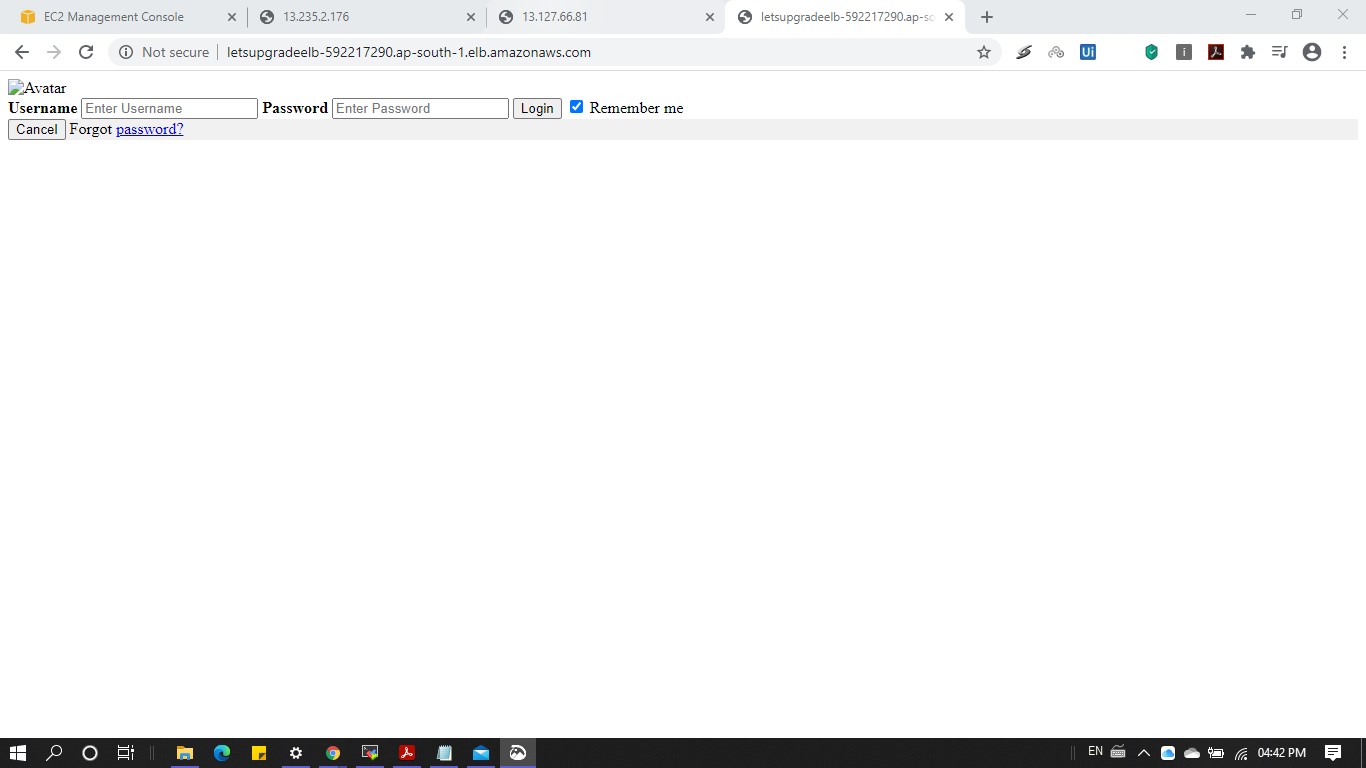 EC2 Management Console
13.235.2.176
13.127.66.81
letsupgradeelb-592217290.ap-so
Not secure letsupgradeelb-592217290.ap-south-1.elb.amazonaws.com
Ui
i
Avatar
Username Enter Username Password Enter Password Login Remember me
Cancel Forgot password?
EN 04:42 PM